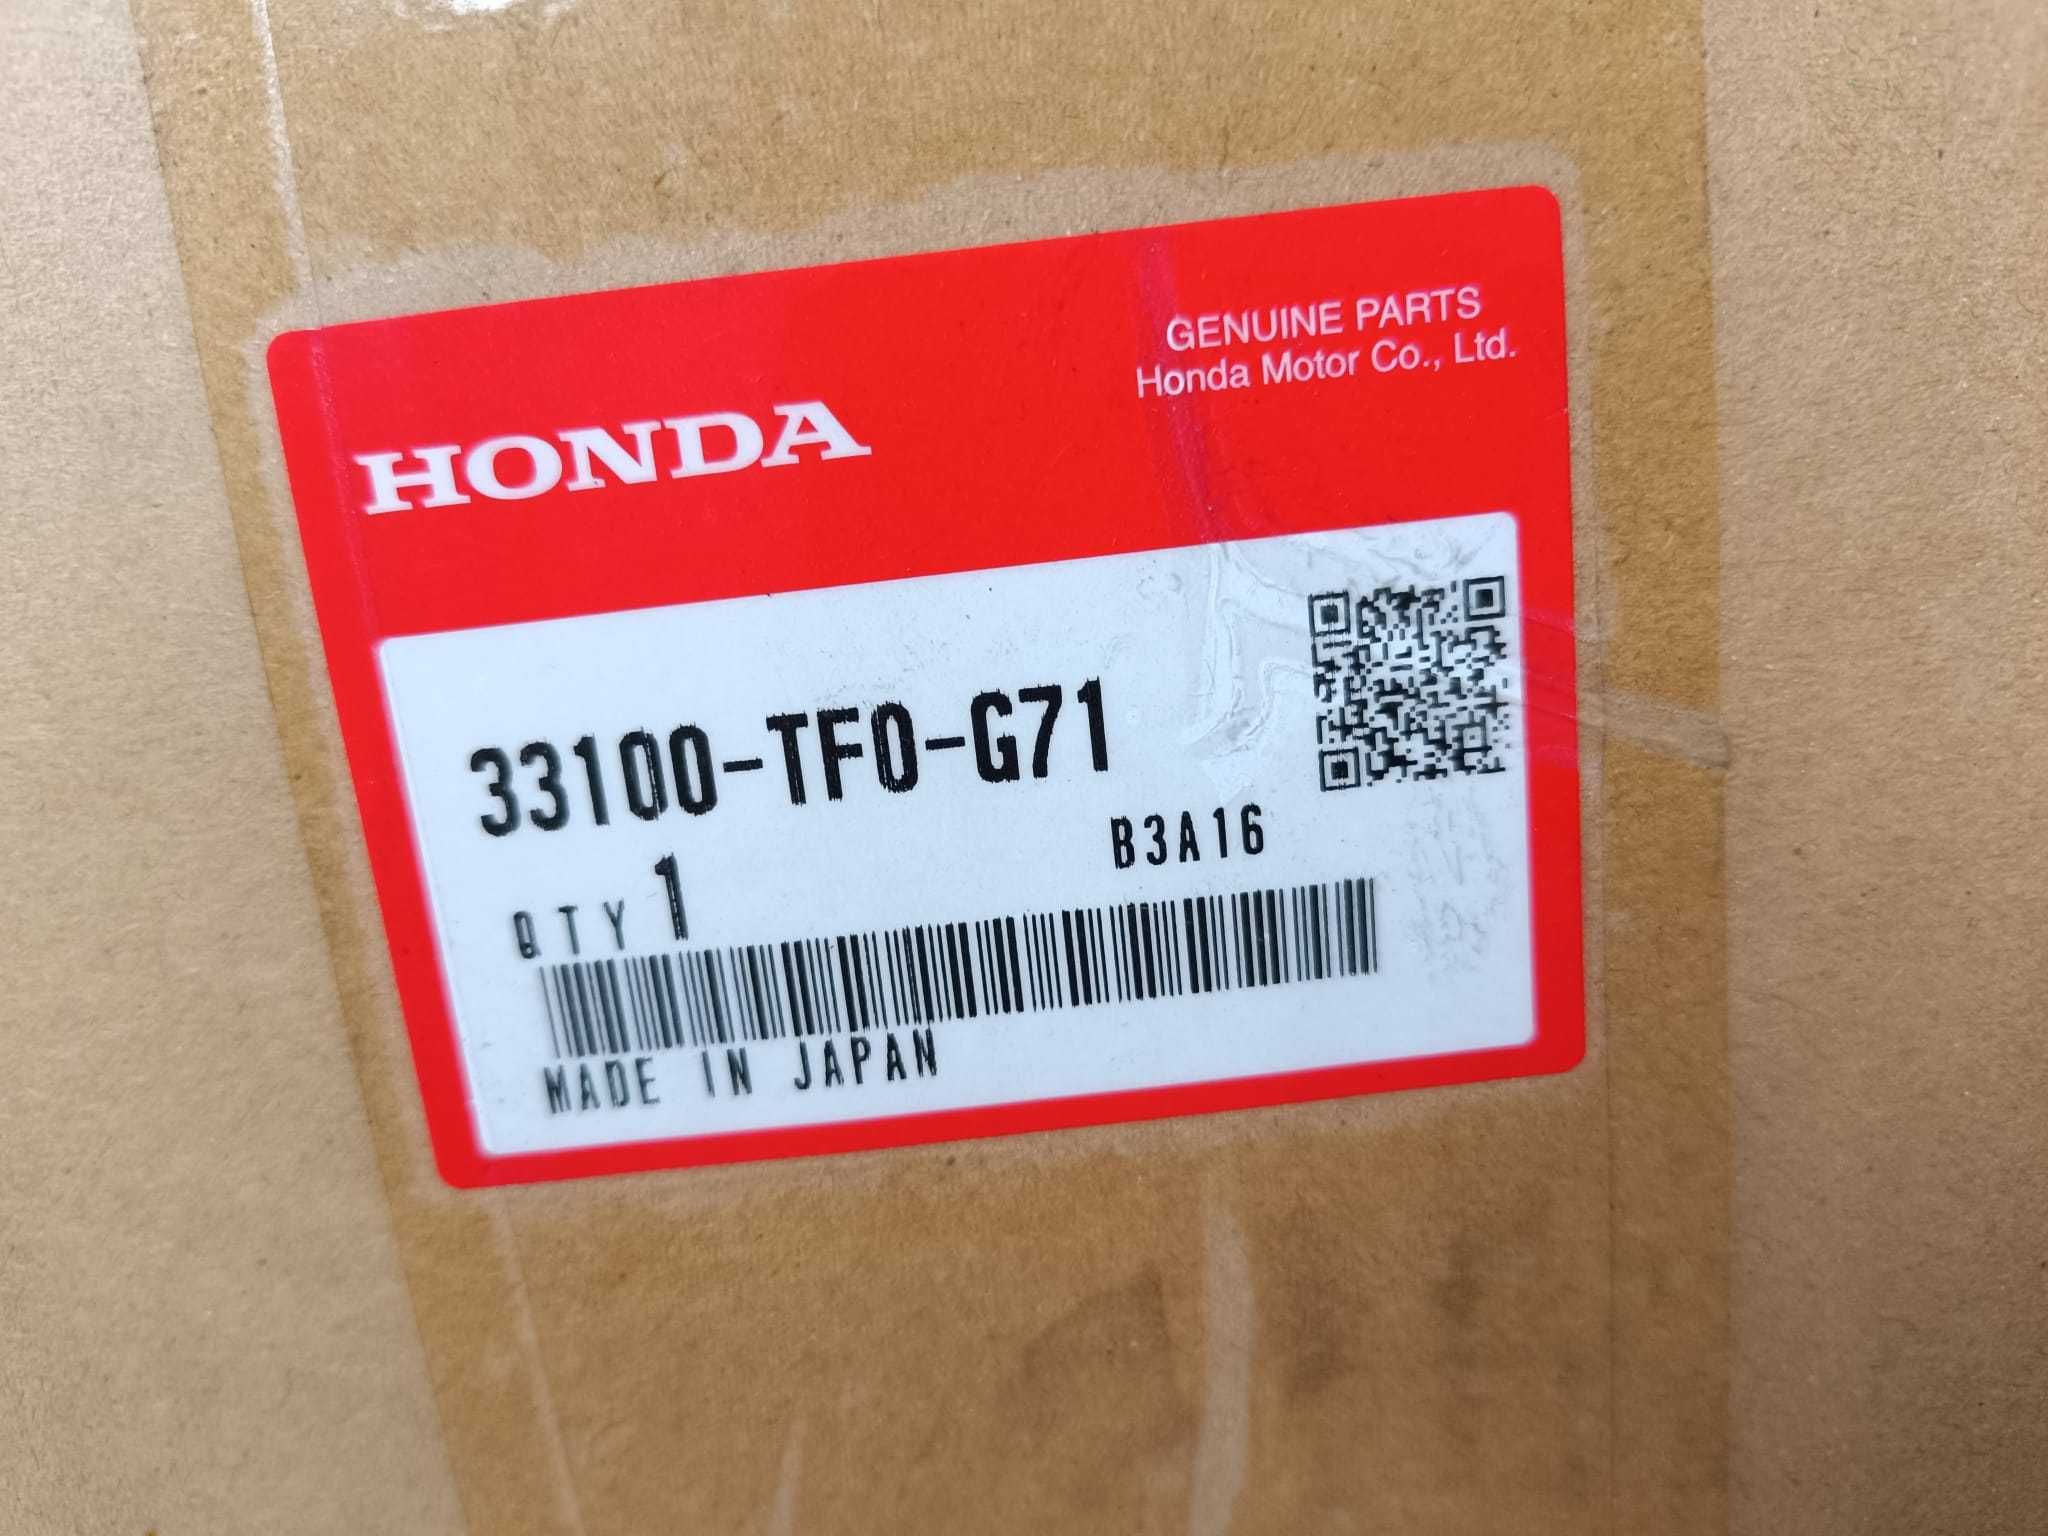 GENUINE PARTS
Honda Motor Co., Ltd.
HONDA
33100-TF0-G71
QTY 1
B3A16
MADE IN JAPAN